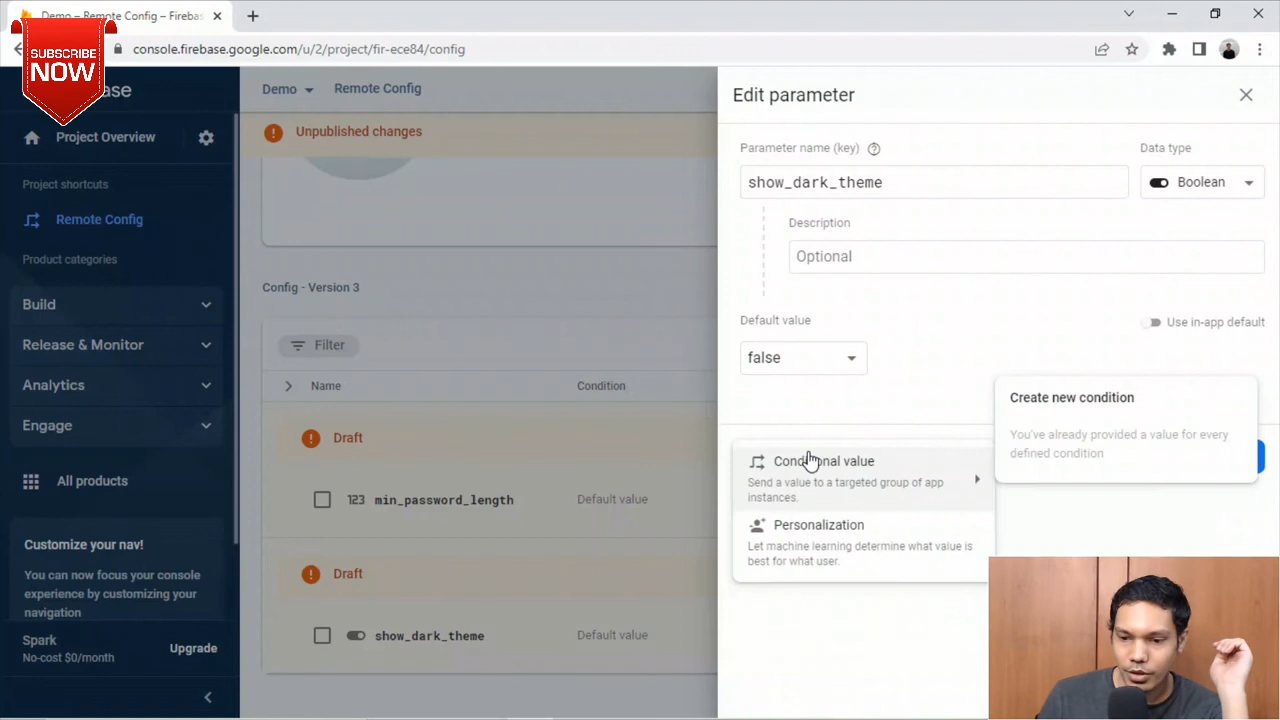 Demo – Remote Config – Firebas
SUBSCRIBE
NOW
console.firebase.google.com/u/2/project/fir-ece84/config
ase
Project Overview
Project shortcuts
Remote Config
Product categories
Build
Release & Monitor
Analytics
Engage
All products
Customize your nav!
You can now focus your console
experience by customizing your
navigation
Spark
No-cost $0/month
Upgrade
Demo
Remote Config
Unpublished changes
Config - Version 3
Filter
Name
Condition
Draft
123 min_password_length
Default value
Draft
show_dark_theme
Default value
Edit parameter
Parameter name (key)
Data type
show_dark_theme
Boolean
Description
Optional
Default value
Use in-app default
false
Conditional value
Send a value to a targeted group of app
instances.
Personalization
Let machine learning determine what value is
best for what user.
Create new condition
You've already provided a value for every
defined condition